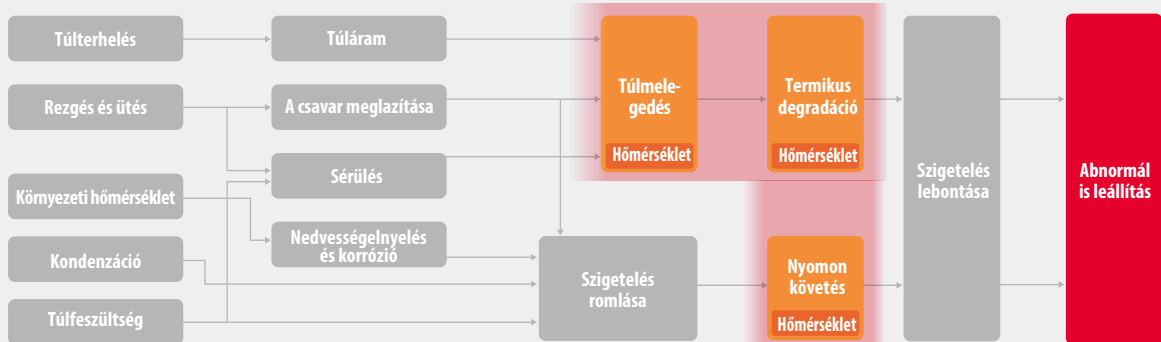 Túlterhelés
Túláram
Rezgés és ütés
A csavar meglazítása
Sérülés
Környezeti hőmérséklet
Nedvességelnyelés
és korrózió
Kondenzáció
Túlfeszültség
Szigetelés
romlása
Túlmele-
gedés
Hőmérséklet
Termikus
degradáció
Hőmérséklet
Nyomon
követés
Hőmérséklet
Szigetelés
lebontása
Abnormál
is leállítás